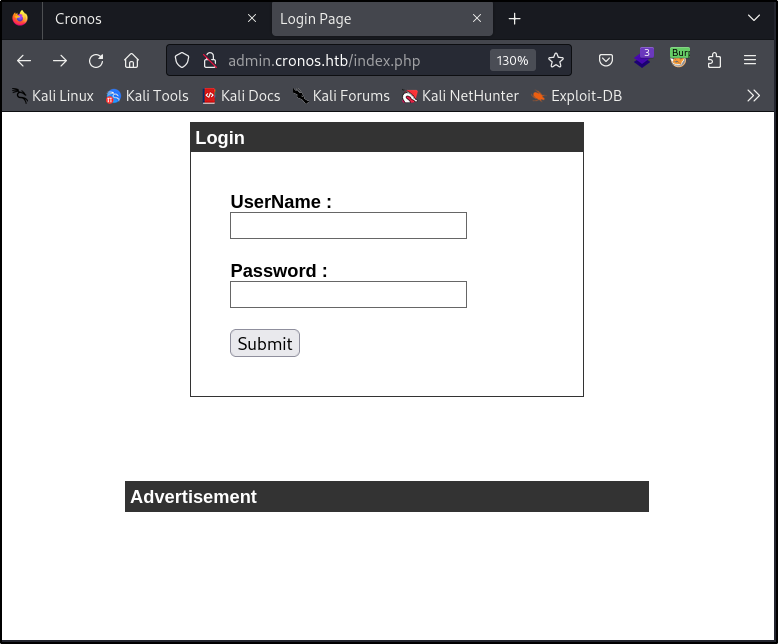 Cronos
Login Page
admin.cronos.htb/index.php
130%
3
Burr
Kali Linux
Kali Tools
Kali Docs
Kali Forums
Kali NetHunter
Exploit-DB
Login
UserName :
Password :
Submit
Advertisement